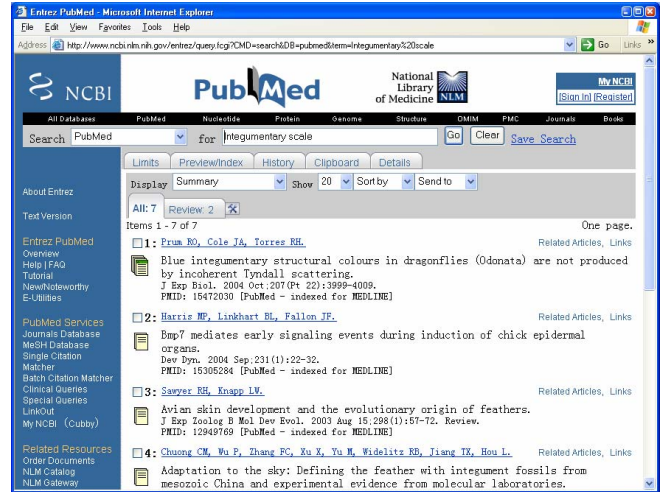 Entrez PubMed - Microsoft Internet Explorer
File Edit View Favorites Tools Help
Address http://www.ncbi.nlm.nih.gov/entrez/query.fcgi?CMD=search&DB=pubmed&term=Integumentary%20scale Go Links »
NCBI
PubMed
National
Library
of Medicine NLM
My NCBI
[Sign In] [Register]
All Databases PubMed Nucleotide Protein Genome Structure OMIM PMC Journals Books
Search PubMed for Integumentary scale Go Clear Save Search
Limits Preview/Index History Clipboard Details
Display Summary Show 20 Sort by Send to
All: 7 Review: 2
Items 1 - 7 of 7 One page.
About Entrez
Text Version
Entrez PubMed
Overview
Help | FAQ
Tutorial
New/Noteworthy
E-Utilities
PubMed Services
Journals Database
MeSH Database
Single Citation
Matcher
Batch Citation Matcher
Clinical Queries
Special Queries
LinkOut
My NCBI (Cubby)
Related Resources
Order Documents
NLM Catalog
NLM Gateway
1: Prum RO, Cole JA, Torres RH. Related Articles, Links
Blue integumentary structural colours in dragonflies (Odonata) are not produced
by incoherent Tyndall scattering.
J Exp Biol. 2004 Oct;207(Pt 22):3999-4009.
PMID: 15472030 [PubMed - indexed for MEDLINE]
2: Harris MP, Linkhart BL, Fallon JF. Related Articles, Links
Bmp7 mediates early signaling events during induction of chick epidermal
organs.
Dev Dyn. 2004 Sep;231(1):22-32.
PMID: 15305284 [PubMed - indexed for MEDLINE]
3: Sawyer RH, Knapp LW. Related Articles, Links
Avian skin development and the evolutionary origin of feathers.
J Exp Zoolog B Mol Dev Evol. 2003 Aug 15;298(1):57-72. Review.
PMID: 12949769 [PubMed - indexed for MEDLINE]
4: Chuong CM, Wu P, Zhang FC, Xu X, Yu M, Widelitz RB, Jiang TX, Hou L. Related Articles, Links
Adaptation to the sky: Defining the feather with integument fossils from
mesozoic China and experimental evidence from molecular laboratories.